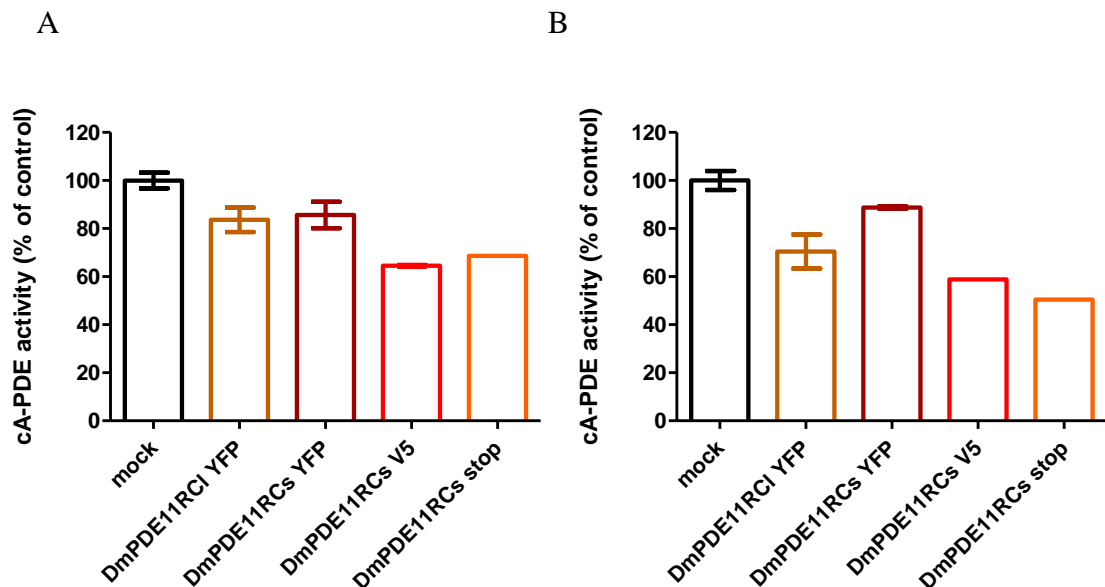 A
B
cA-PDE activity (% of control)
120
100
80
60
40
20
0
mock
DmPDE11RCl YFP
DmPDE11RCs YFP
DmPDE11RCs V5
DmPDE11RCs stop
cA-PDE activity (% of control)
120
100
80
60
40
20
0
mock
DmPDE11RCl YFP
DmPDE11RCs YFP
DmPDE11RCs V5
DmPDE11RCs stop